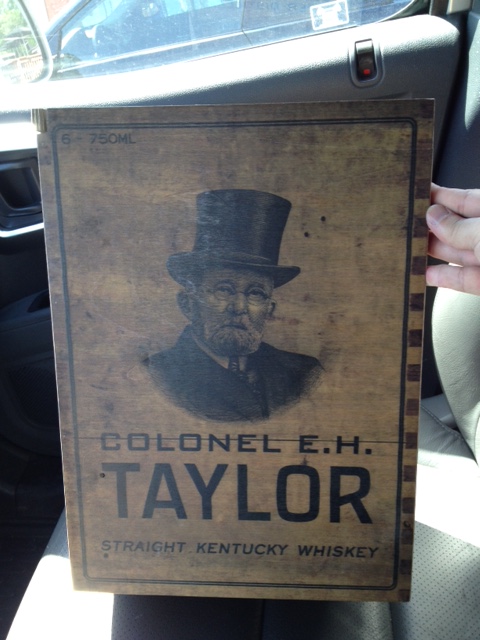 6 - 750ML
COLONEL E.H.
TAYLOR
STRAIGHT KENTUCKY WHISKEY